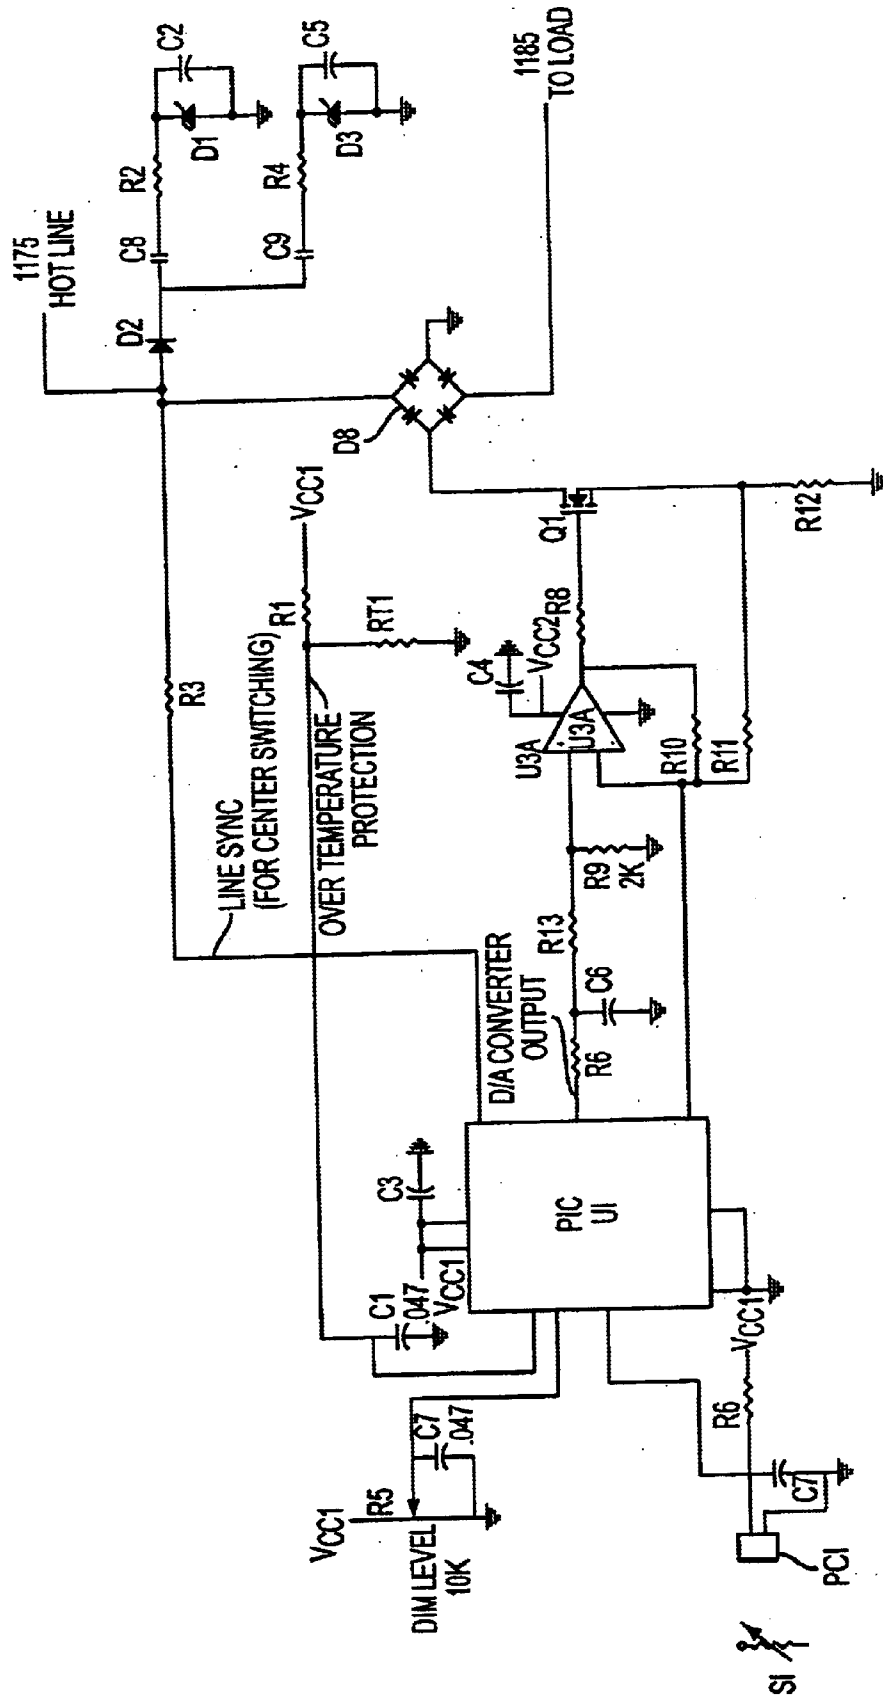 1175
HOT LINE
C8
R2
C2
D1
D2
C9
R4
C5
D3
1185
TO LOAD
R3
LINE SYNC
(FOR CENTER SWITCHING)
VCC1
R1
RT1
OVER TEMPERATURE
PROTECTION
D8
C4
VCC2
U3A
U3A
R8
Q1
R10
R11
R12
R9
2K
R13
C6
R6
D/A CONVERTER
OUTPUT
PIC
UI
C3
VCC1
C1
.047
VCC1
R5
DIM LEVEL
10K
C7
.047
VCC1
R6
C7
PCI
SI